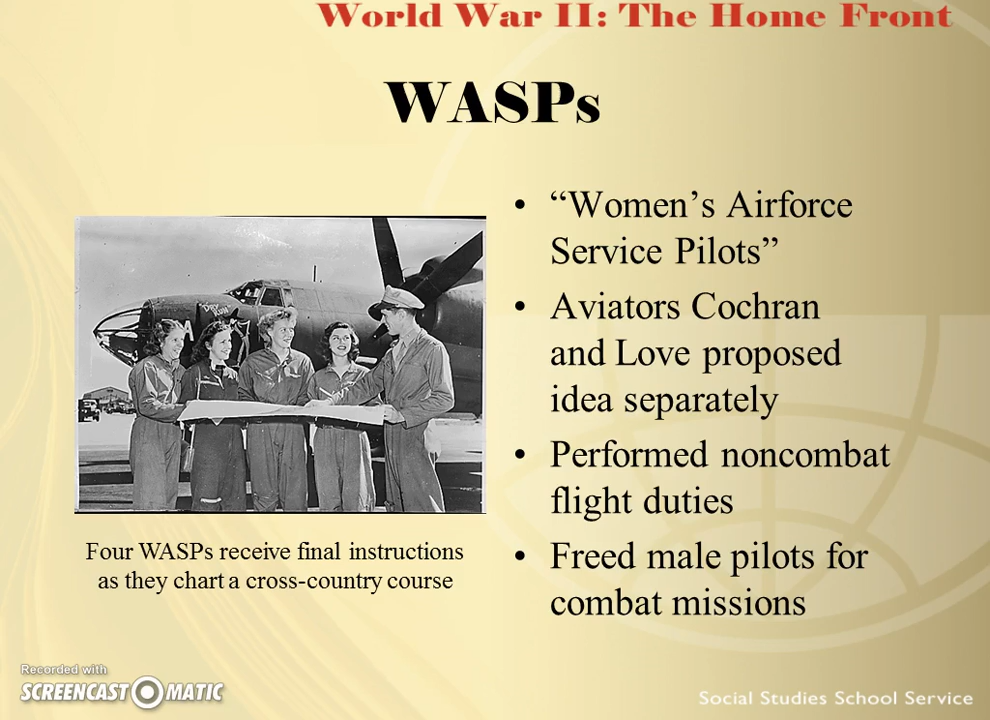 World War II: The Home Front
WASPs
• “Women’s Airforce
Service Pilots”
• Aviators Cochran
and Love proposed
idea separately
• Performed noncombat
flight duties
• Freed male pilots for
combat missions
"DRY
RUN"
Four WASPs receive final instructions
as they chart a cross-country course
Recorded with
SCREENCAST MATIC
Social Studies School Service